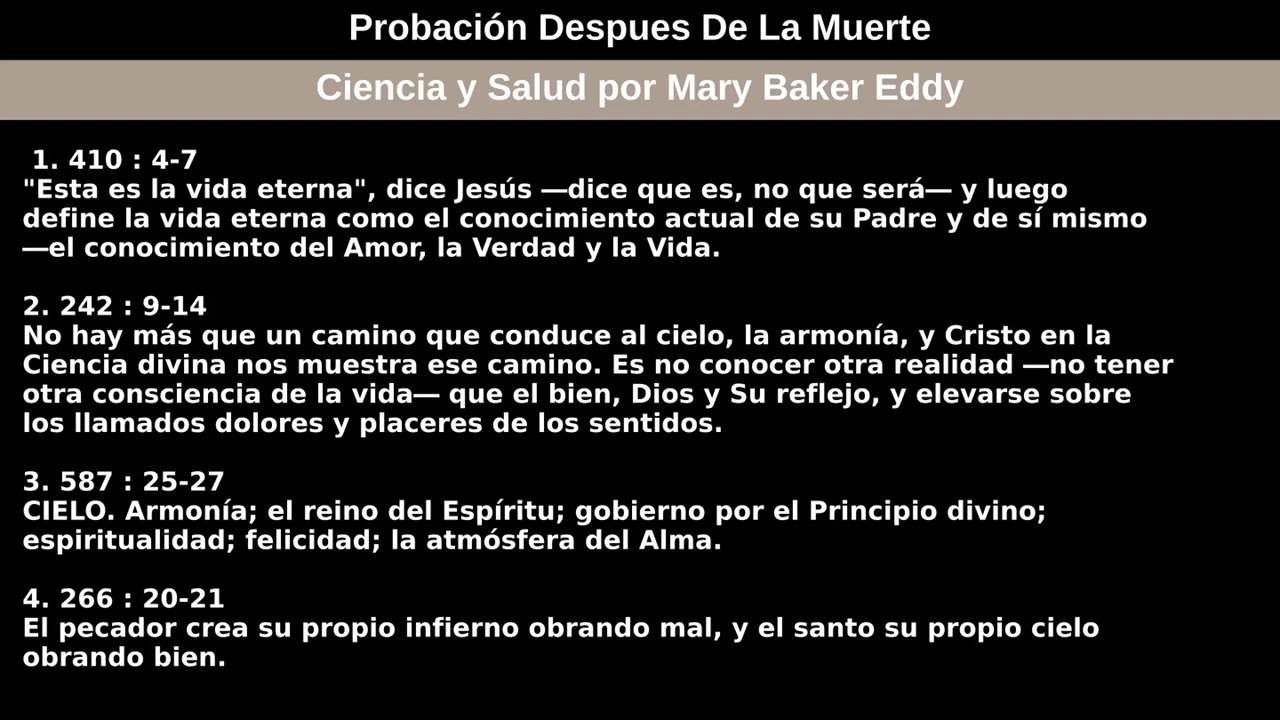 Probación Despues De La Muerte
Ciencia y Salud por Mary Baker Eddy
1. 410 : 4-7
"Esta es la vida eterna", dice Jesús —dice que es, no que será— y luego
define la vida eterna como el conocimiento actual de su Padre y de sí mismo
—el conocimiento del Amor, la Verdad y la Vida.
2. 242 : 9-14
No hay más que un camino que conduce al cielo, la armonía, y Cristo en la
Ciencia divina nos muestra ese camino. Es no conocer otra realidad —no tener
otra consciencia de la vida— que el bien, Dios y Su reflejo, y elevarse sobre
los llamados dolores y placeres de los sentidos.
3. 587 : 25-27
CIELO. Armonía; el reino del Espíritu; gobierno por el Principio divino;
espiritualidad; felicidad; la atmósfera del Alma.
4. 266 : 20-21
El pecador crea su propio infierno obrando mal, y el santo su propio cielo
obrando bien.